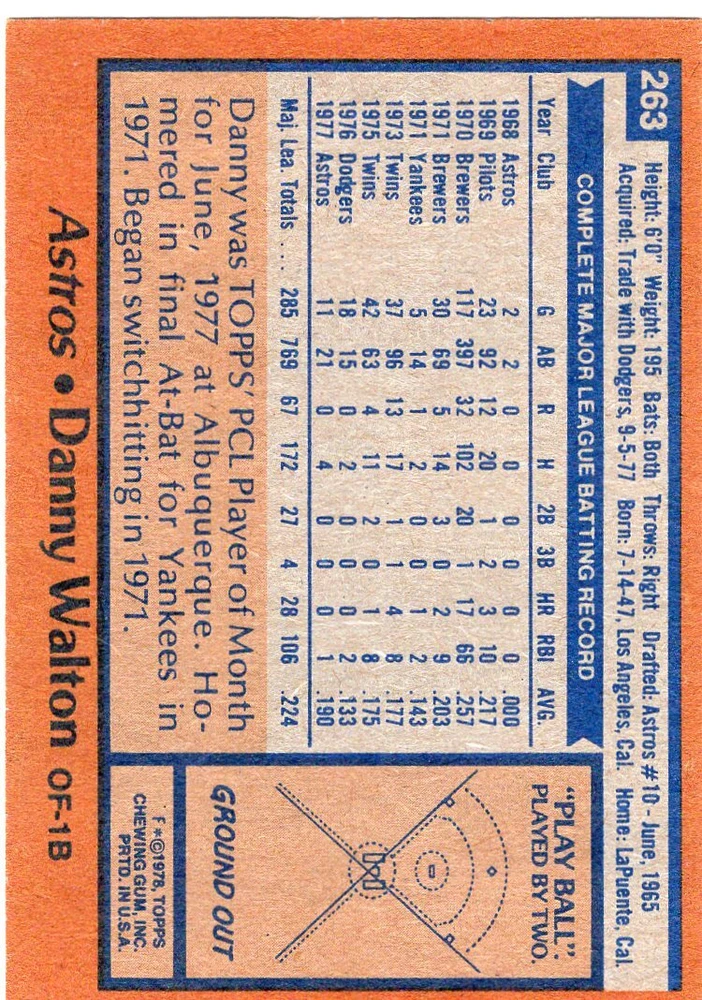 263
Height: 6'0" Weight: 195 Bats: Both Throws: Right Drafted: Astros #10 - June, 1965
Acquired: Trade with Dodgers, 9-5-77 Born: 7-14-47, Los Angeles, Cal. Home: LaPuente, Cal.
COMPLETE MAJOR LEAGUE BATTING RECORD
Year Club G AB R H 2B 3B HR RBI AVG.
1968 Astros 2 2 0 0 0 0 0 0 .000
1969 Pilots 23 92 12 20 1 2 3 10 .217
1970 Brewers 117 397 32 102 20 1 17 66 .257
1971 Brewers 30 69 5 14 3 0 2 9 .203
1971 Yankees 5 14 1 2 0 0 1 2 .143
1973 Twins 37 96 13 17 1 1 4 8 .177
1975 Twins 42 63 4 11 2 0 1 8 .175
1976 Dodgers 18 15 0 2 0 0 0 2 .133
1977 Astros 11 21 0 4 0 0 0 1 .190
Maj. Lea. Totals .... 285 769 67 172 27 4 28 106 .224
Danny was TOPPS' PCL Player of Month
for June, 1977 at Albuquerque. Ho-
mered in final At-Bat for Yankees in
1971. Began switchhitting in 1971.
"PLAY BALL".
PLAYED BY TWO.
GROUND OUT
F *©1978, TOPPS
CHEWING GUM, INC.
PRTD. IN U.S.A.
Astros • Danny Walton OF-1B